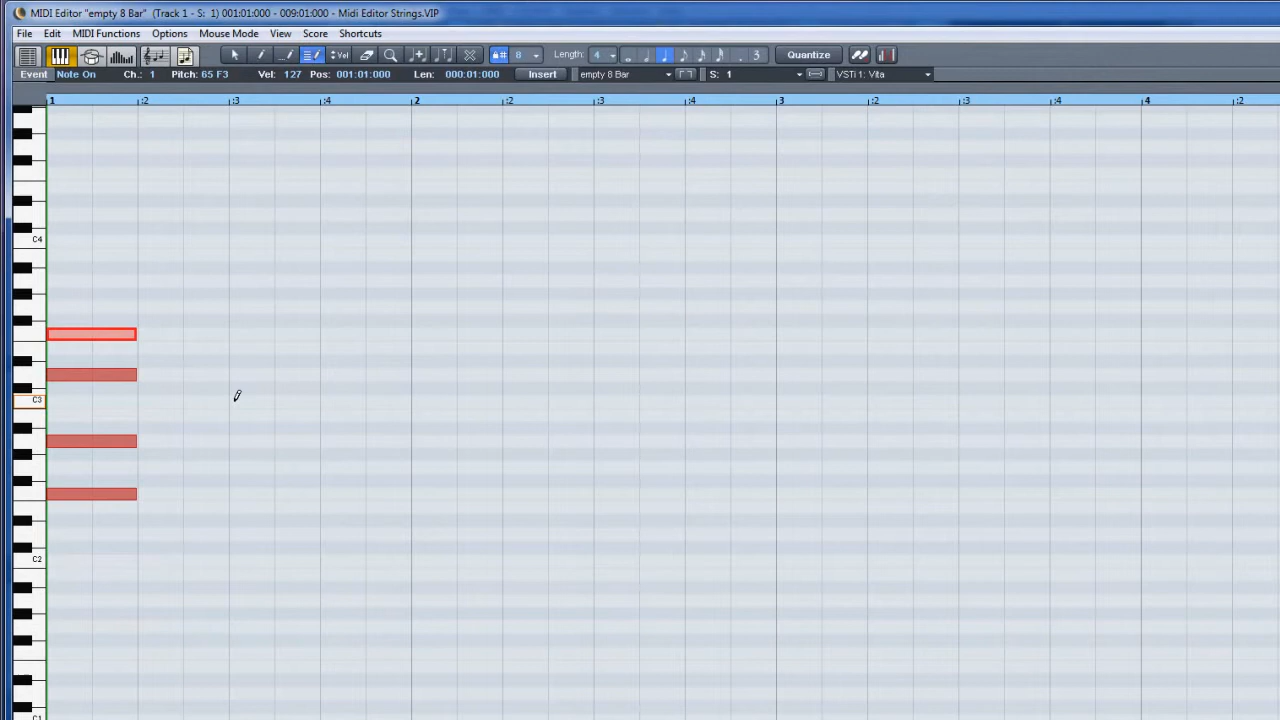 MIDI Editor "empty 8 Bar" (Track 1 - S: 1) 001:01:000 - 009:01:000 - Midi Editor Strings.VIP
File Edit MIDI Functions Options Mouse Mode View Score Shortcuts
Vel 8 Length: 4 3 Quantize
Event Note On Ch.: 1 Pitch: 65 F3 Vel: 127 Pos: 001:01:000 Len: 000:01:000 Insert empty 8 Bar S: 1 VSTi 1: Vita
1 :2 :3 :4 2 :2 :3 :4 3 :2 :3 :4 4 :2
C4
C3
C2
C1